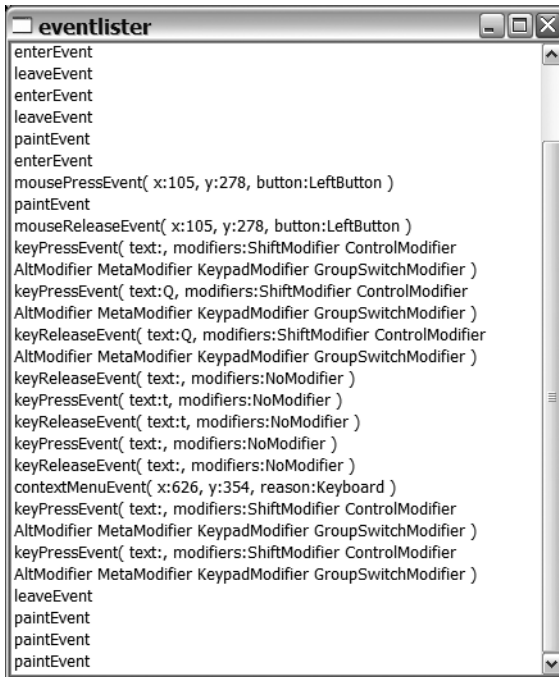 eventlister
enterEvent
leaveEvent
enterEvent
leaveEvent
paintEvent
enterEvent
mousePressEvent( x:105, y:278, button:LeftButton )
paintEvent
mouseReleaseEvent( x:105, y:278, button:LeftButton )
keyPressEvent( text:, modifiers:ShiftModifier ControlModifier
AltModifier MetaModifier KeypadModifier GroupSwitchModifier )
keyPressEvent( text:Q, modifiers:ShiftModifier ControlModifier
AltModifier MetaModifier KeypadModifier GroupSwitchModifier )
keyReleaseEvent( text:Q, modifiers:ShiftModifier ControlModifier
AltModifier MetaModifier KeypadModifier GroupSwitchModifier )
keyReleaseEvent( text:, modifiers:NoModifier )
keyPressEvent( text:t, modifiers:NoModifier )
keyReleaseEvent( text:t, modifiers:NoModifier )
keyPressEvent( text:, modifiers:NoModifier )
keyReleaseEvent( text:, modifiers:NoModifier )
contextMenuEvent( x:626, y:354, reason:Keyboard )
keyPressEvent( text:, modifiers:ShiftModifier ControlModifier
AltModifier MetaModifier KeypadModifier GroupSwitchModifier )
keyPressEvent( text:, modifiers:ShiftModifier ControlModifier
AltModifier MetaModifier KeypadModifier GroupSwitchModifier )
leaveEvent
paintEvent
paintEvent
paintEvent